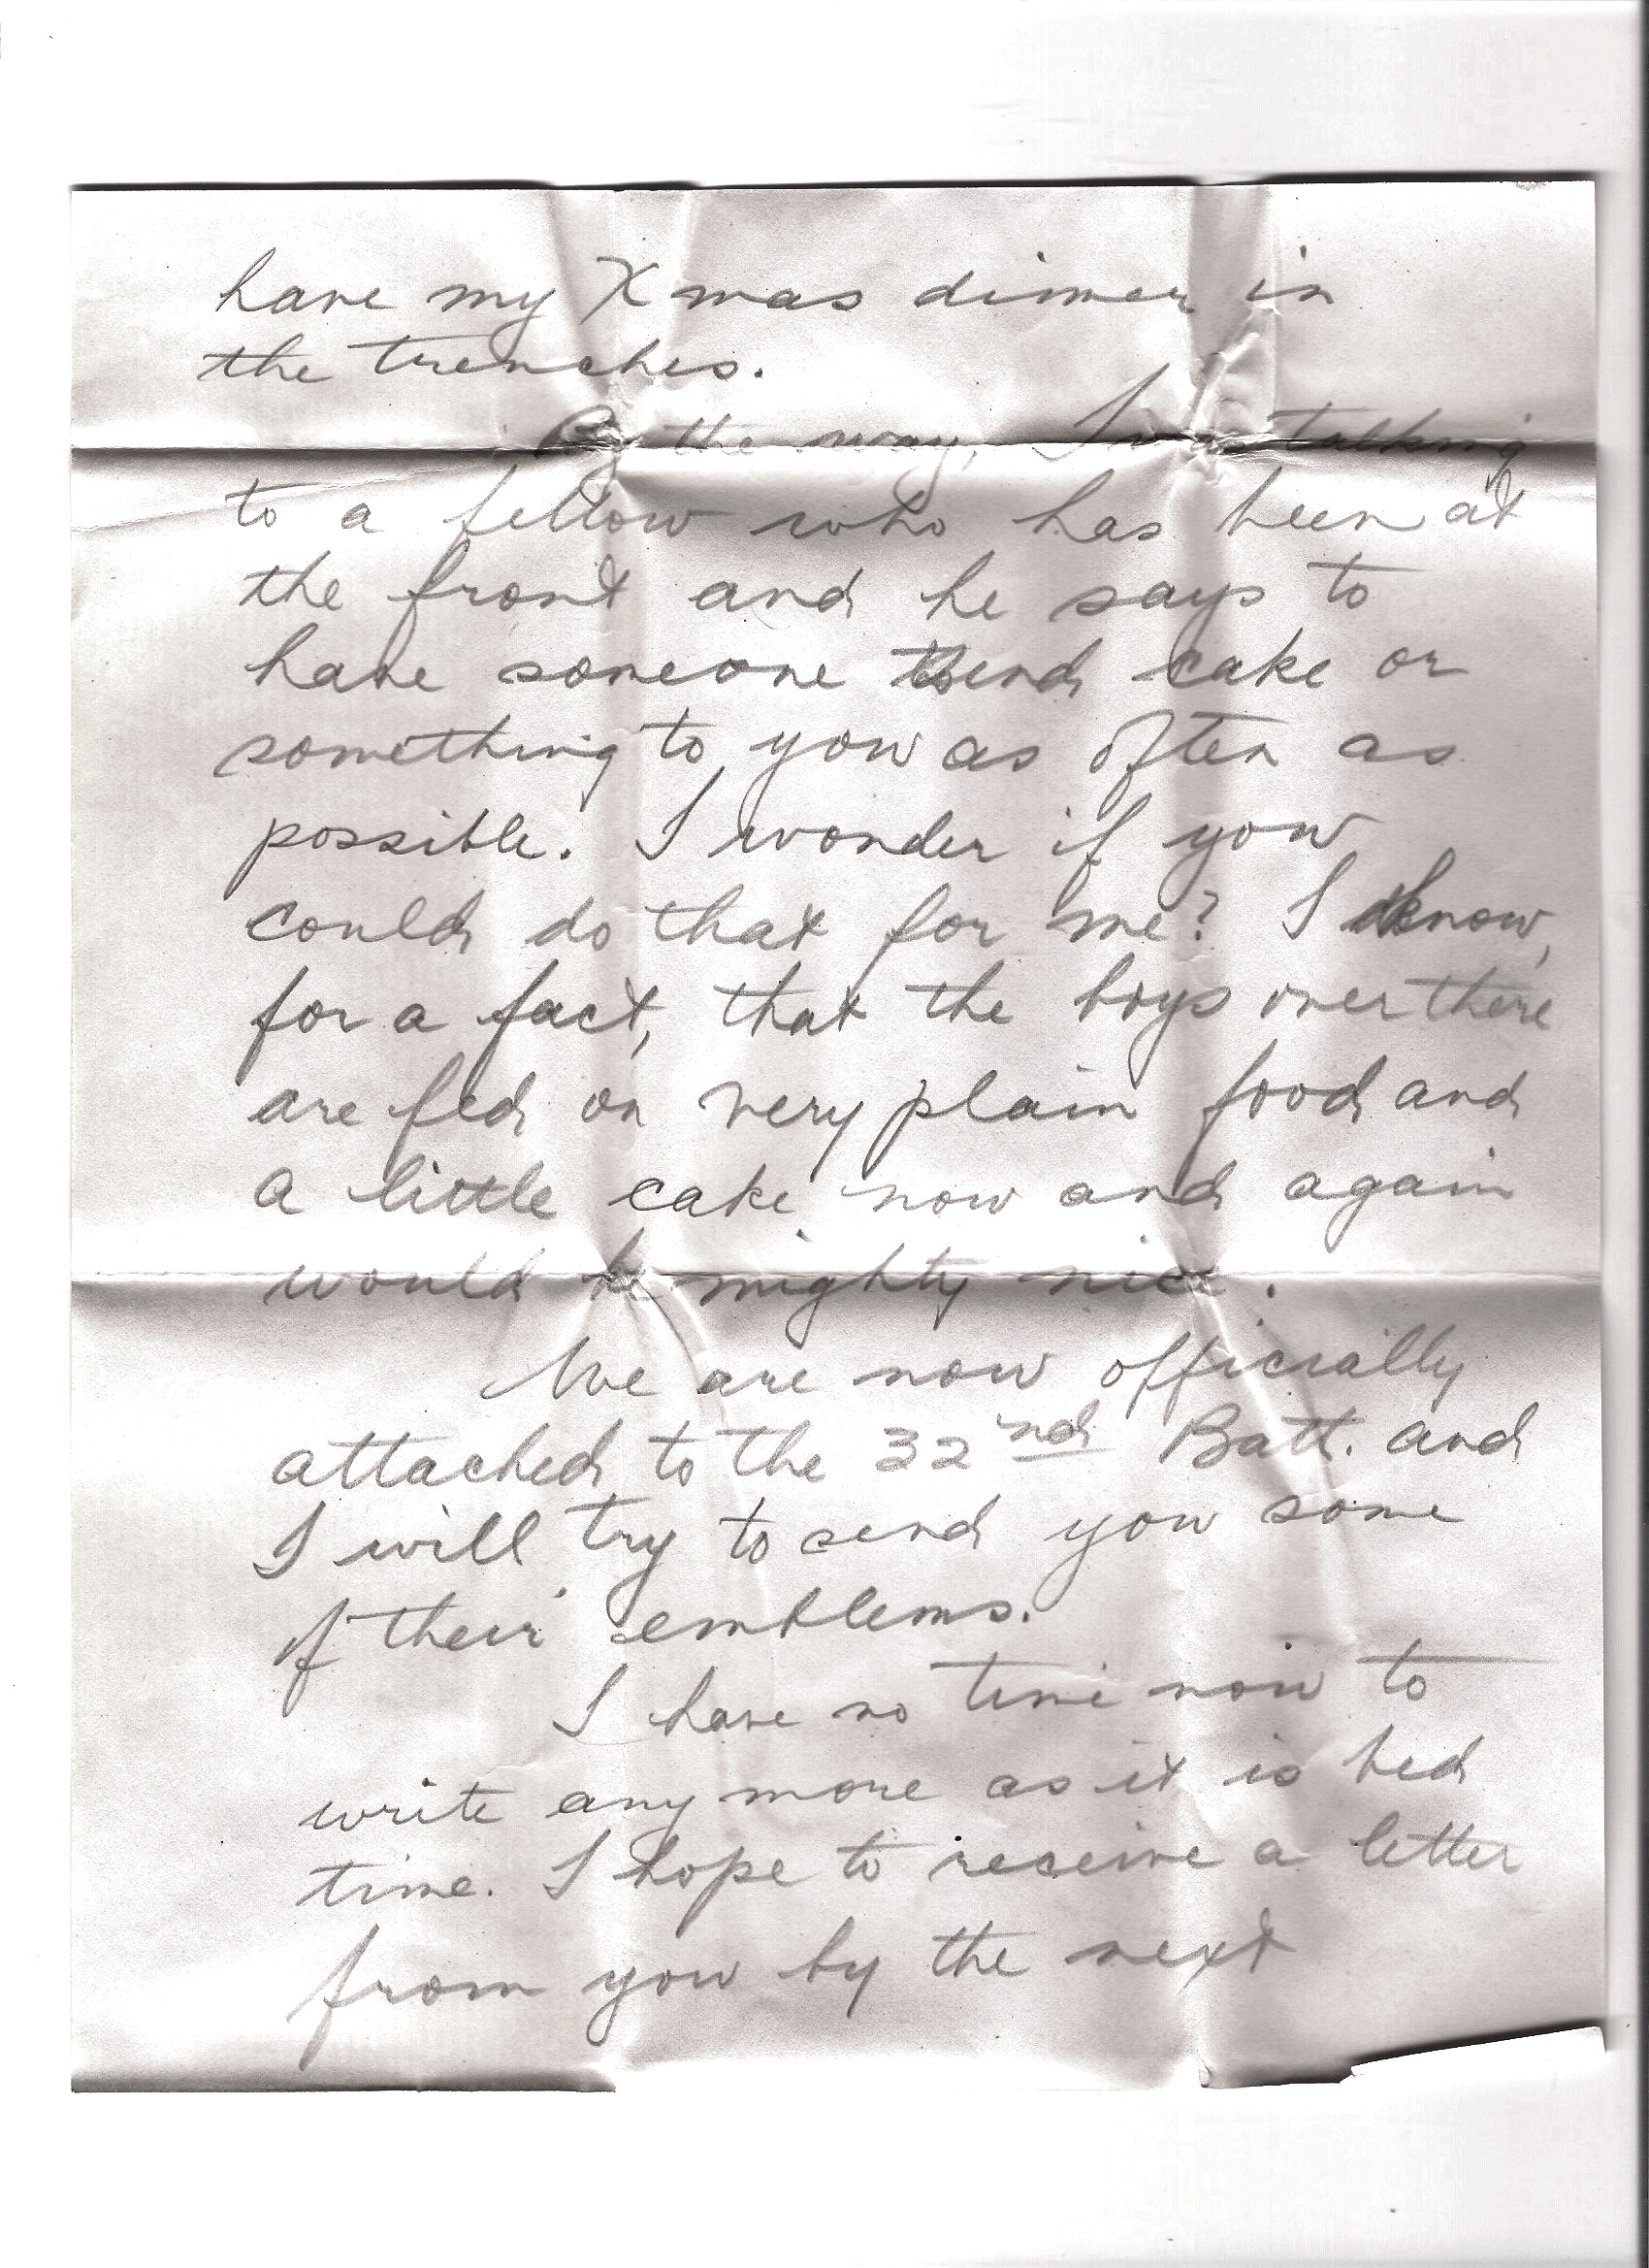 have my Xmas dinner in
the trenches.
By the way, I was talking
to a fellow who has been at
the front and he says to
have someone send cake or
something to you as often as
possible. I wonder if you
could do that for me? I know,
for a fact, that the boys over there
are fed on very plain food and
a little cake now and again
would be mighty nice.
We are now officially
attached to the 32nd Batt. and
I will try to send you some
of their emblems.
I have no time now to
write any more as it is bed
time. I hope to receive a letter
from you by the next